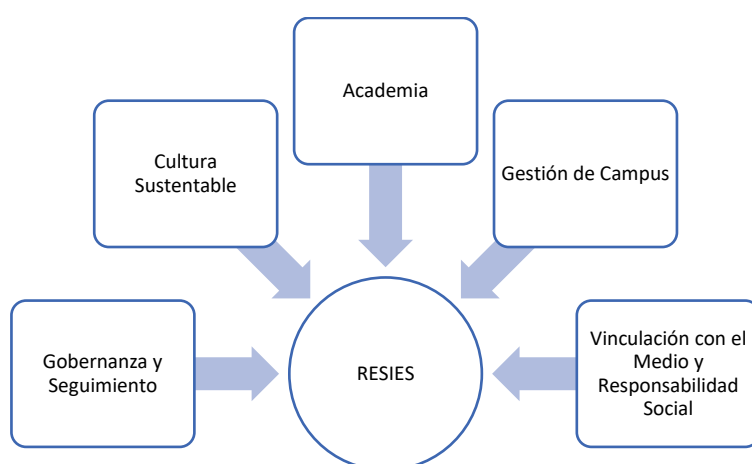 Academia
Cultura
Sustentable
Gestión de Campus
Gobernanza y
Seguimiento
RESIES
Vinculación con el
Medio y
Responsabilidad
Social